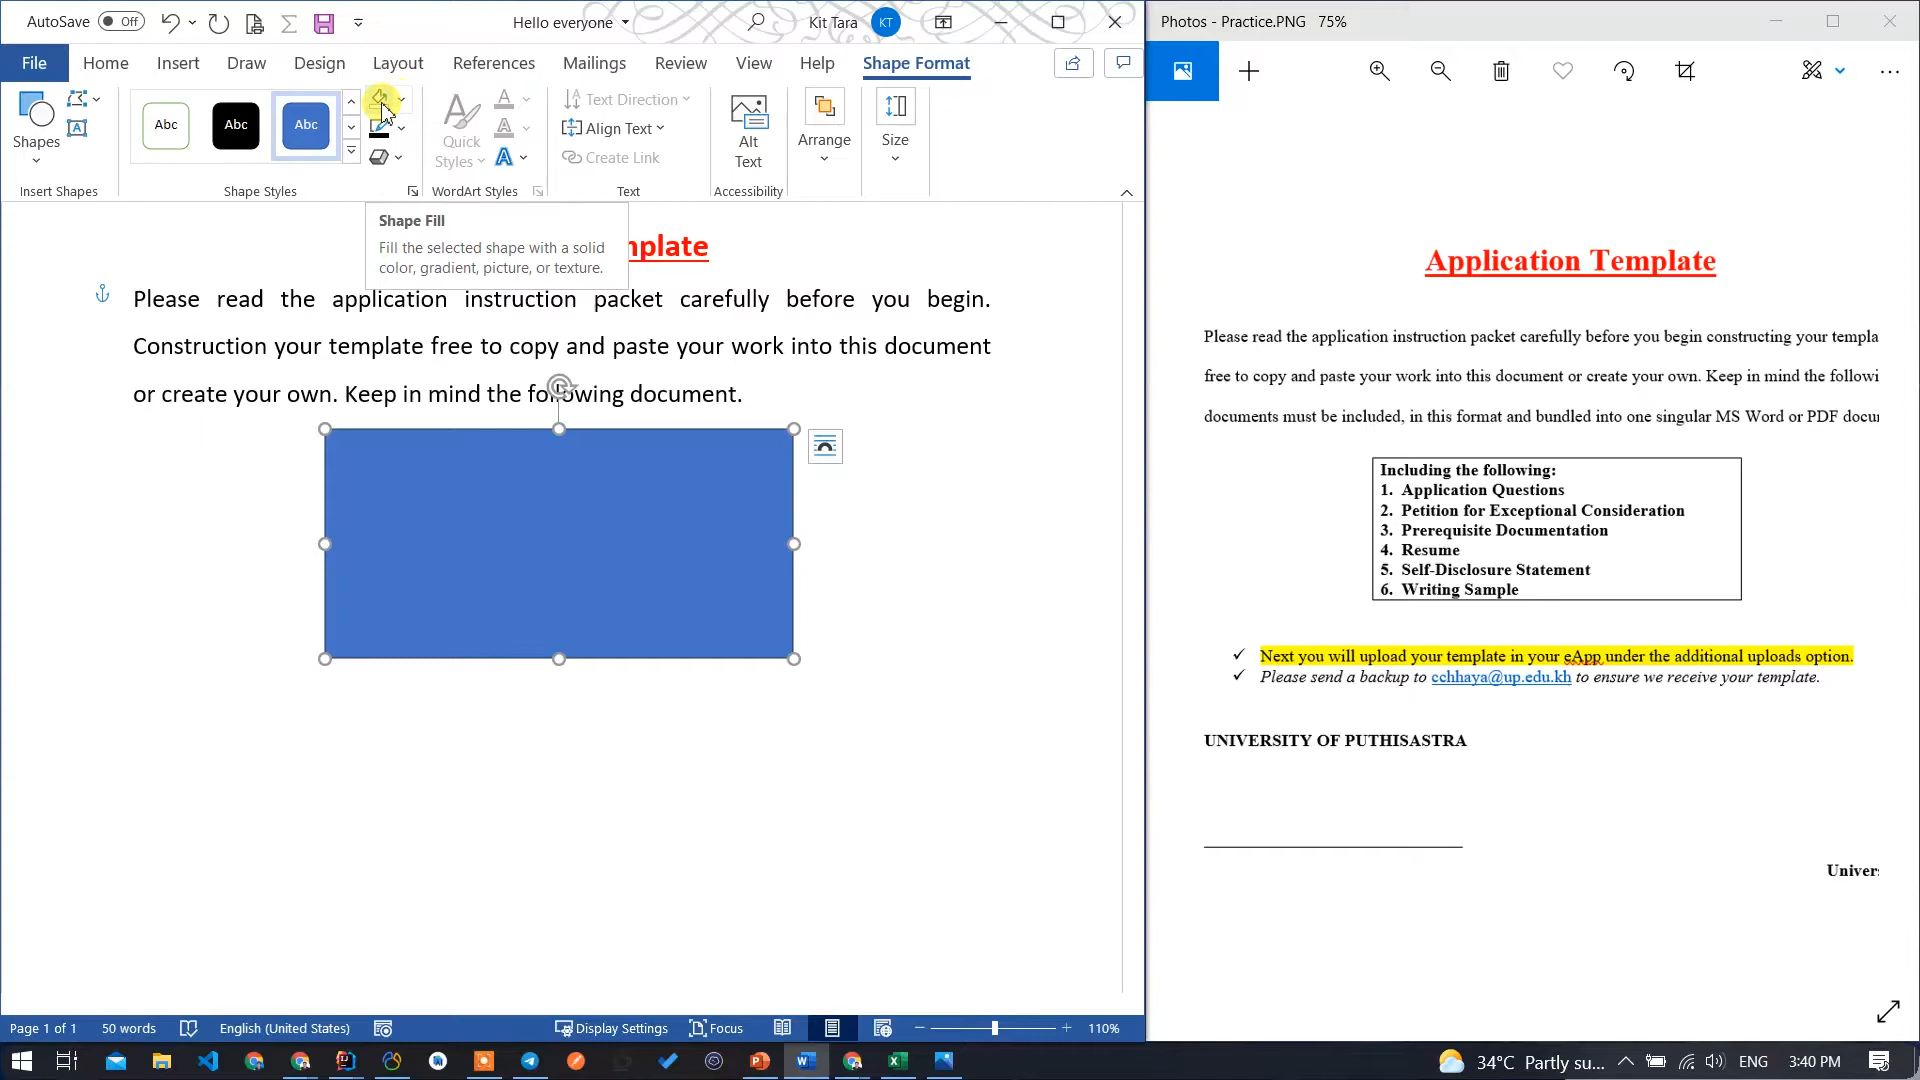 AutoSave Off
Hello everyone
Kit Tara KT
File Home Insert Draw Design Layout References Mailings Review View Help Shape Format
Shapes
Abc Abc Abc
Quick
Styles
Text Direction
Align Text
Create Link
Alt
Text
Arrange
Size
Insert Shapes
Shape Styles
WordArt Styles
Text
Accessibility
Shape Fill
Fill the selected shape with a solid
color, gradient, picture, or texture.
nplate
Please read the application instruction packet carefully before you begin.
Construction your template free to copy and paste your work into this document
or create your own. Keep in mind the following document.
Page 1 of 1
50 words
English (United States)
Display Settings
Focus
110%
Photos - Practice.PNG 75%
Application Template
Please read the application instruction packet carefully before you begin constructing your templa
free to copy and paste your work into this document or create your own. Keep in mind the followi
documents must be included, in this format and bundled into one singular MS Word or PDF docu
Including the following:
1. Application Questions
2. Petition for Exceptional Consideration
3. Prerequisite Documentation
4. Resume
5. Self-Disclosure Statement
6. Writing Sample
Next you will upload your template in your eApp under the additional uploads option.
Please send a backup to cchhaya@up.edu.kh to ensure we receive your template.
UNIVERSITY OF PUTHISASTRA
Univers
34°C Partly su...
ENG
3:40 PM